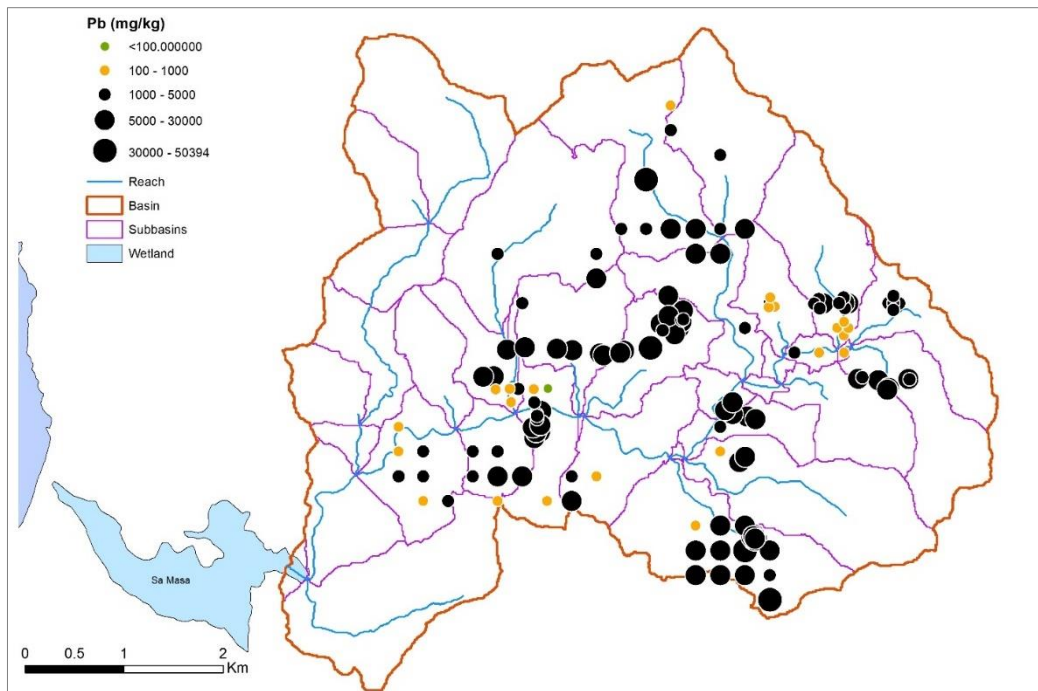 Pb (mg/kg)
<100.000000
100 - 1000
1000 - 5000
5000 - 30000
30000 - 50394
Reach
Basin
Subbasins
Wetland
Sa Masa
0 0.5 1 2
Km